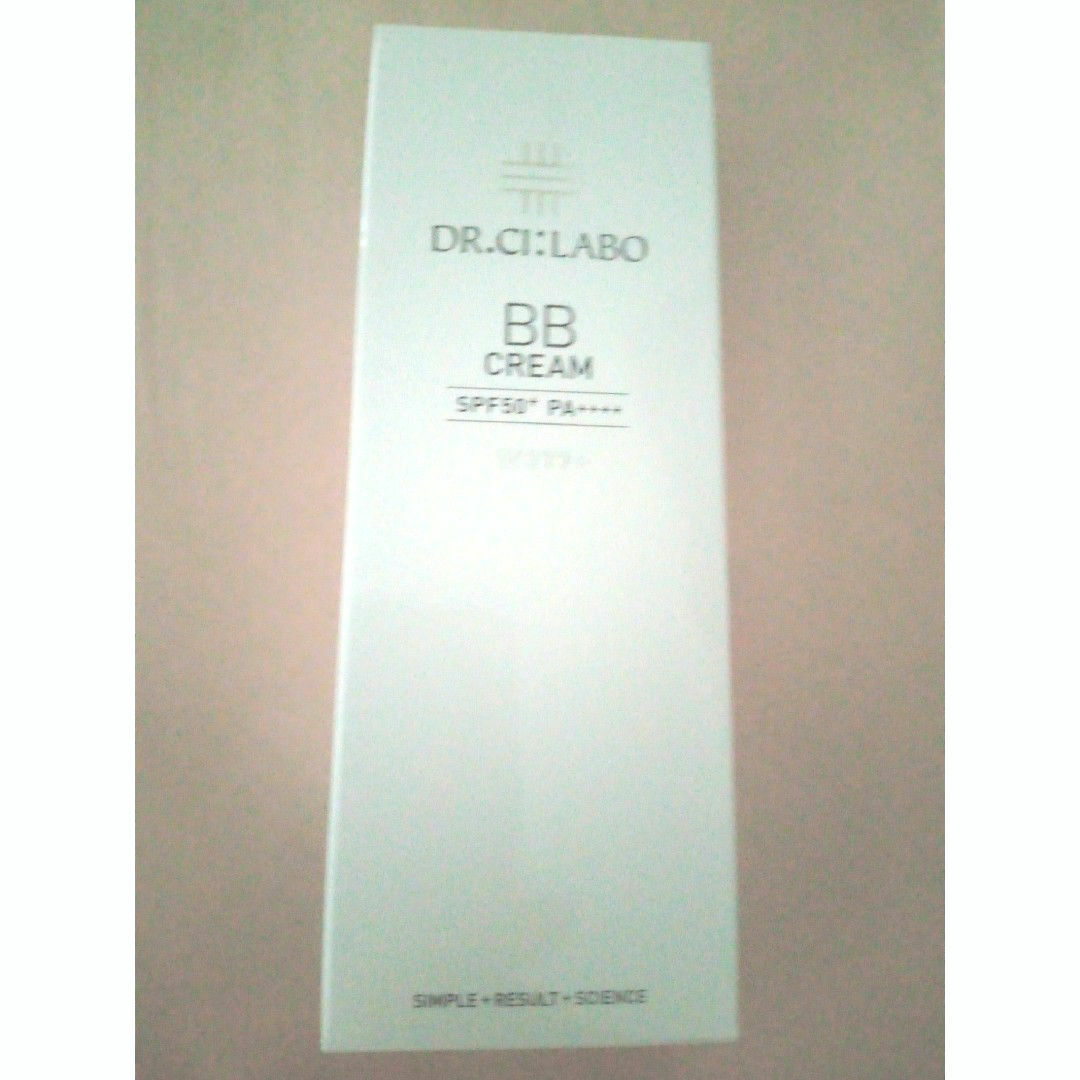 DR.CI:LABO
BB
CREAM
SPF50+ PA++++
SIMPLE+RESULT+SCIENCE